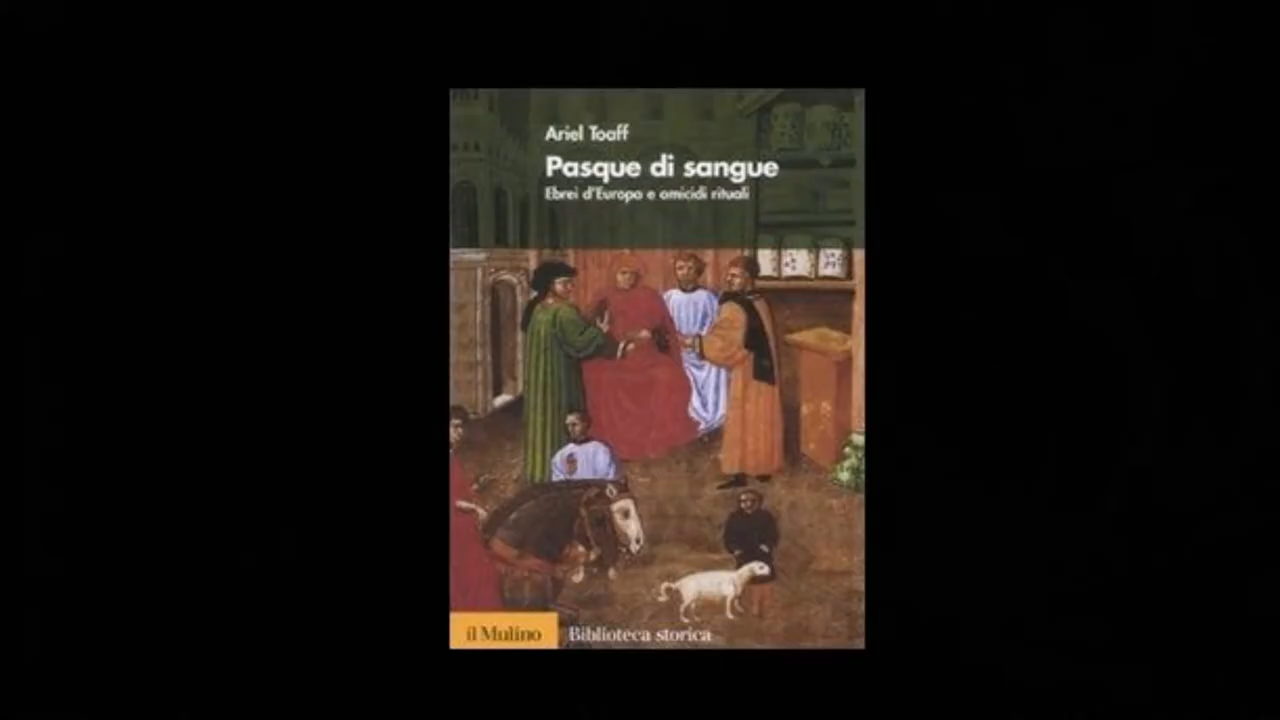 Ariel Toaff
Pasque di sangue
Ebrei d'Europa e omicidi rituali
il Mulino
Biblioteca storica